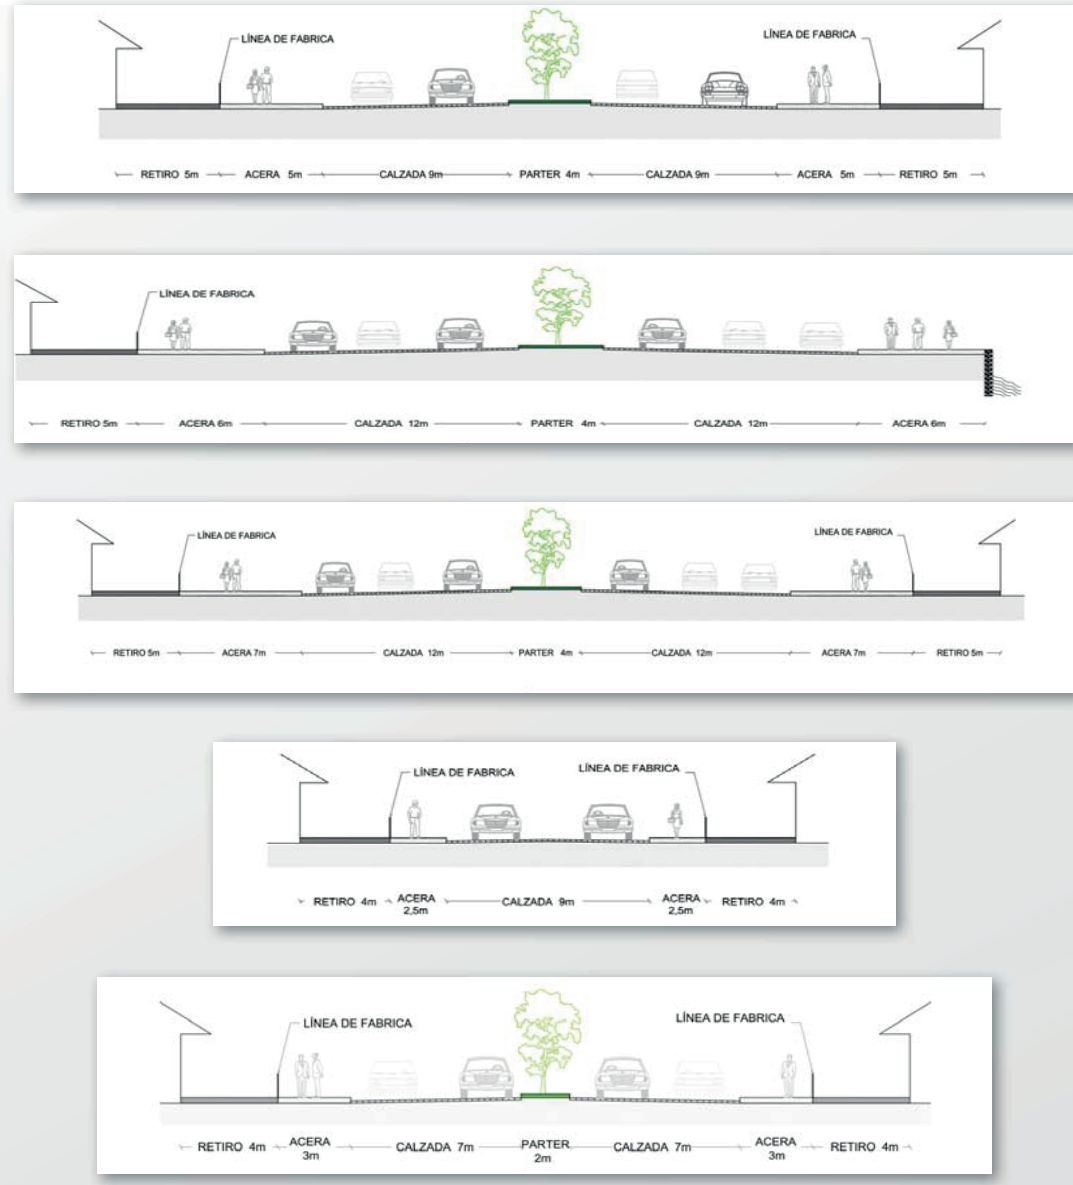 LÍNEA DE FABRICA
LÍNEA DE FABRICA
RETIRO 5m ACERA 5m CALZADA 9m PARTER 4m CALZADA 9m ACERA 5m RETIRO 5m
LÍNEA DE FABRICA
RETIRO 5m ACERA 6m CALZADA 12m PARTER 4m CALZADA 12m ACERA 6m
LÍNEA DE FABRICA
LÍNEA DE FABRICA
RETIRO 5m ACERA 7m CALZADA 12m PARTER 4m CALZADA 12m ACERA 7m RETIRO 5m
LÍNEA DE FABRICA
LÍNEA DE FABRICA
RETIRO 4m ACERA 2,5m CALZADA 9m ACERA 2,5m RETIRO 4m
LÍNEA DE FABRICA
LÍNEA DE FABRICA
RETIRO 4m ACERA 3m CALZADA 7m PARTER 2m CALZADA 7m ACERA 3m RETIRO 4m